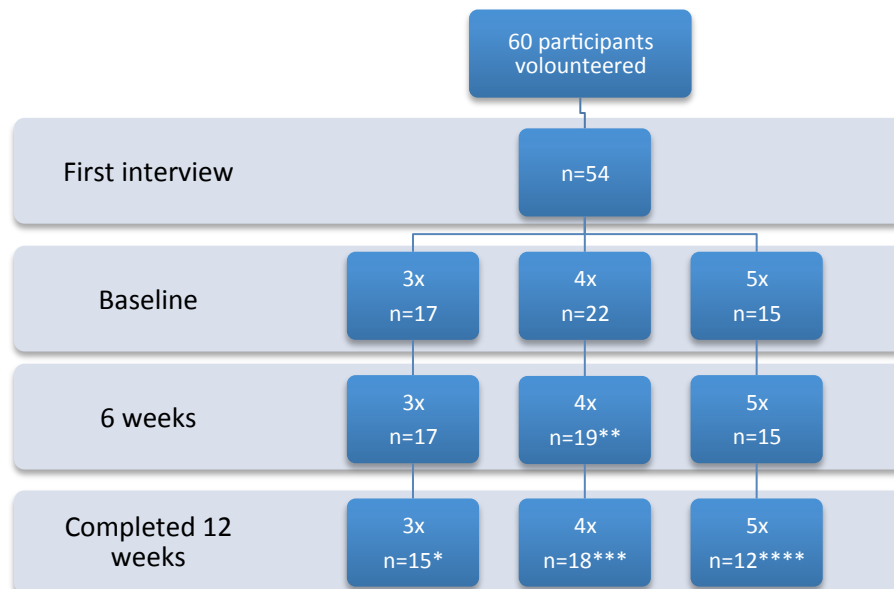 60 participants
volounteered
First interview
n=54
Baseline
3x
n=17
4x
n=22
5x
n=15
6 weeks
3x
n=17
4x
n=19**
5x
n=15
Completed 12
weeks
3x
n=15*
4x
n=18***
5x
n=12****